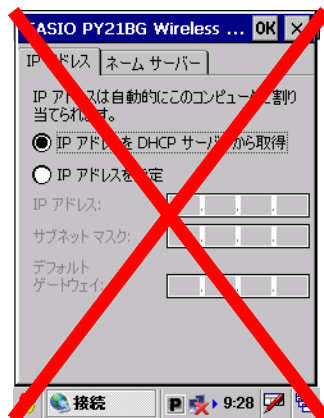 CASIO PY21BG Wireless ... OK ×
IP アドレス ネーム サーバー
IP アドレスは自動的にこのコンピュータに割り
当てられます。
IP アドレスを DHCP サーバーから取得
IP アドレスを指定
IP アドレス:
サブネット マスク:
デフォルト
ゲートウェイ:
接続 P 9:28